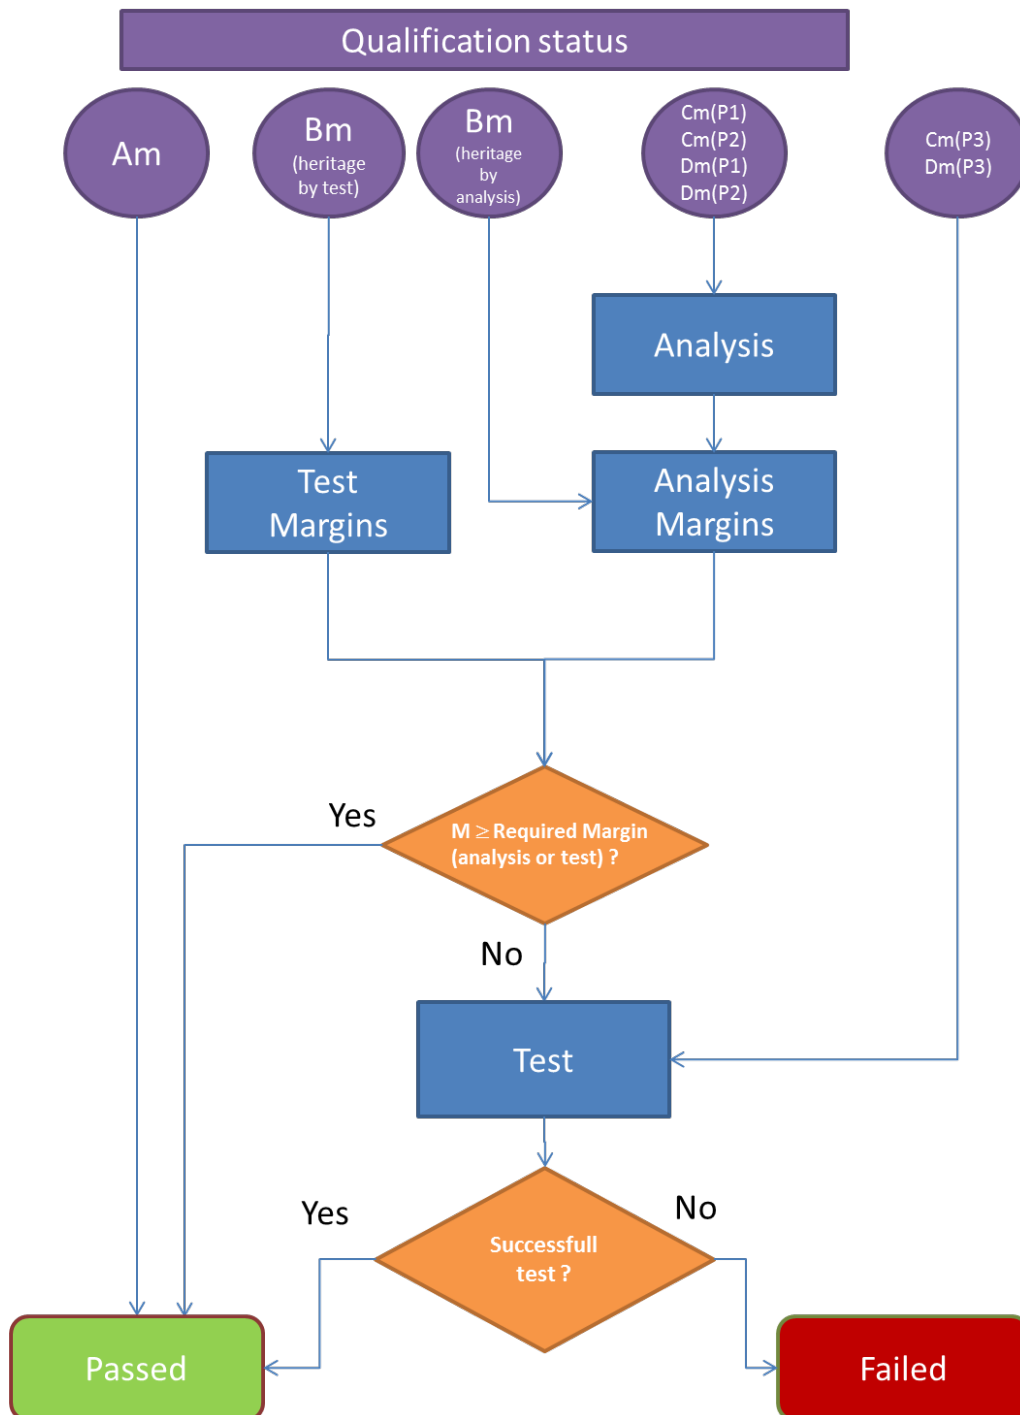 Qualification status
Am
Bm
(heritage
by test)
Bm
(heritage
by
analysis)
Cm(P1)
Cm(P2)
Dm(P1)
Dm(P2)
Cm(P3)
Dm(P3)
Analysis
Test
Margins
Analysis
Margins
Yes
M ≥ Required Margin
(analysis or test) ?
No
Test
Yes
No
Successfull
test ?
Passed
Failed